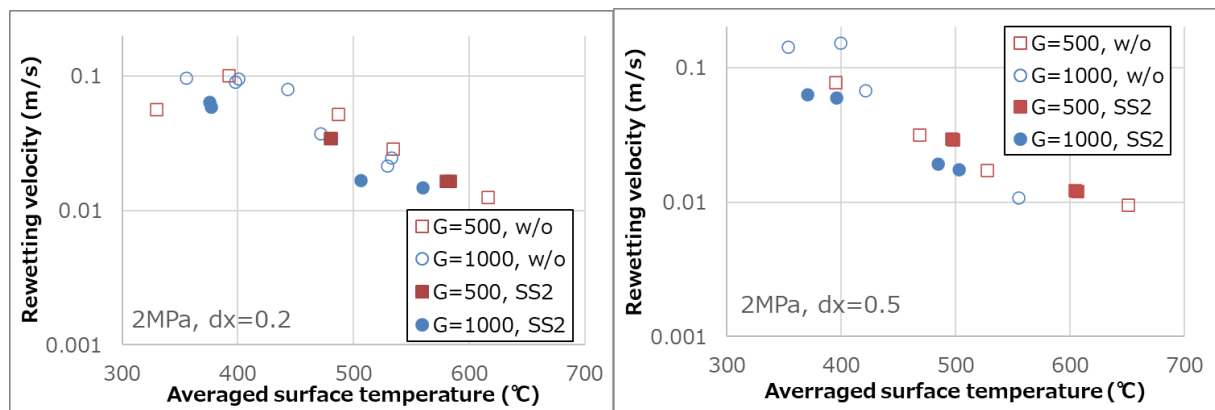 Rewetting velocity (m/s)
0.1
0.01
0.001
300
400
500
600
700
Averaged surface temperature (℃)
2MPa, dx=0.2
G=500, w/o
G=1000, w/o
G=500, SS2
G=1000, SS2
Rewetting velocity (m/s)
0.1
0.01
0.001
300
400
500
600
700
Averraged surface temperature (℃)
2MPa, dx=0.5
G=500, w/o
G=1000, w/o
G=500, SS2
G=1000, SS2